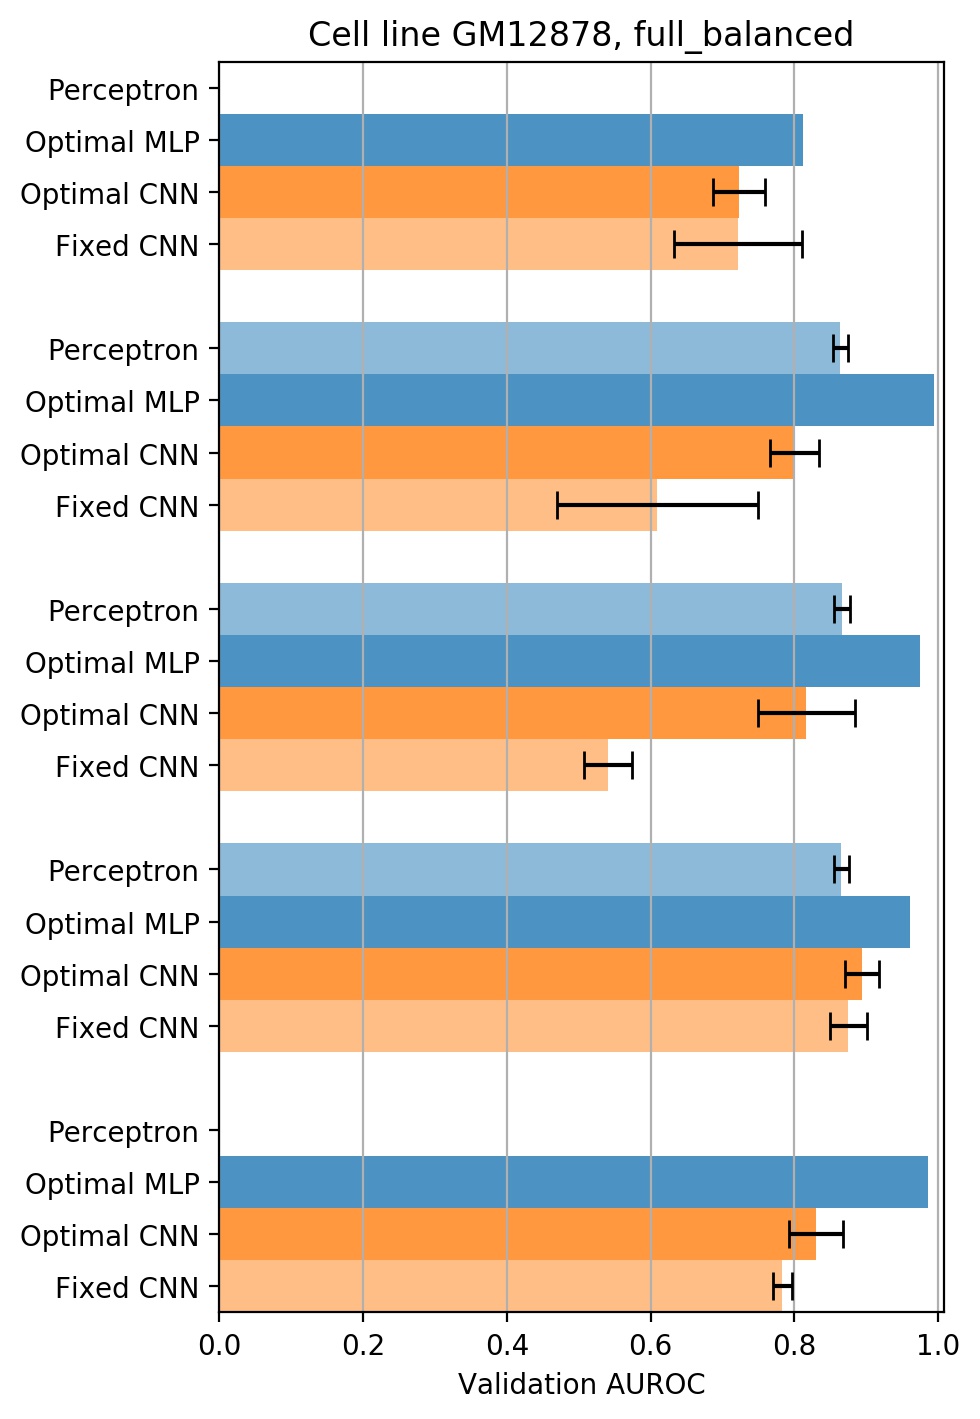 Cell line GM12878, full_balanced
Perceptron
Optimal MLP
Optimal CNN
Fixed CNN
Perceptron
Optimal MLP
Optimal CNN
Fixed CNN
Perceptron
Optimal MLP
Optimal CNN
Fixed CNN
Perceptron
Optimal MLP
Optimal CNN
Fixed CNN
Perceptron
Optimal MLP
Optimal CNN
Fixed CNN
0.0 0.2 0.4 0.6 0.8 1.0
Validation AUROC